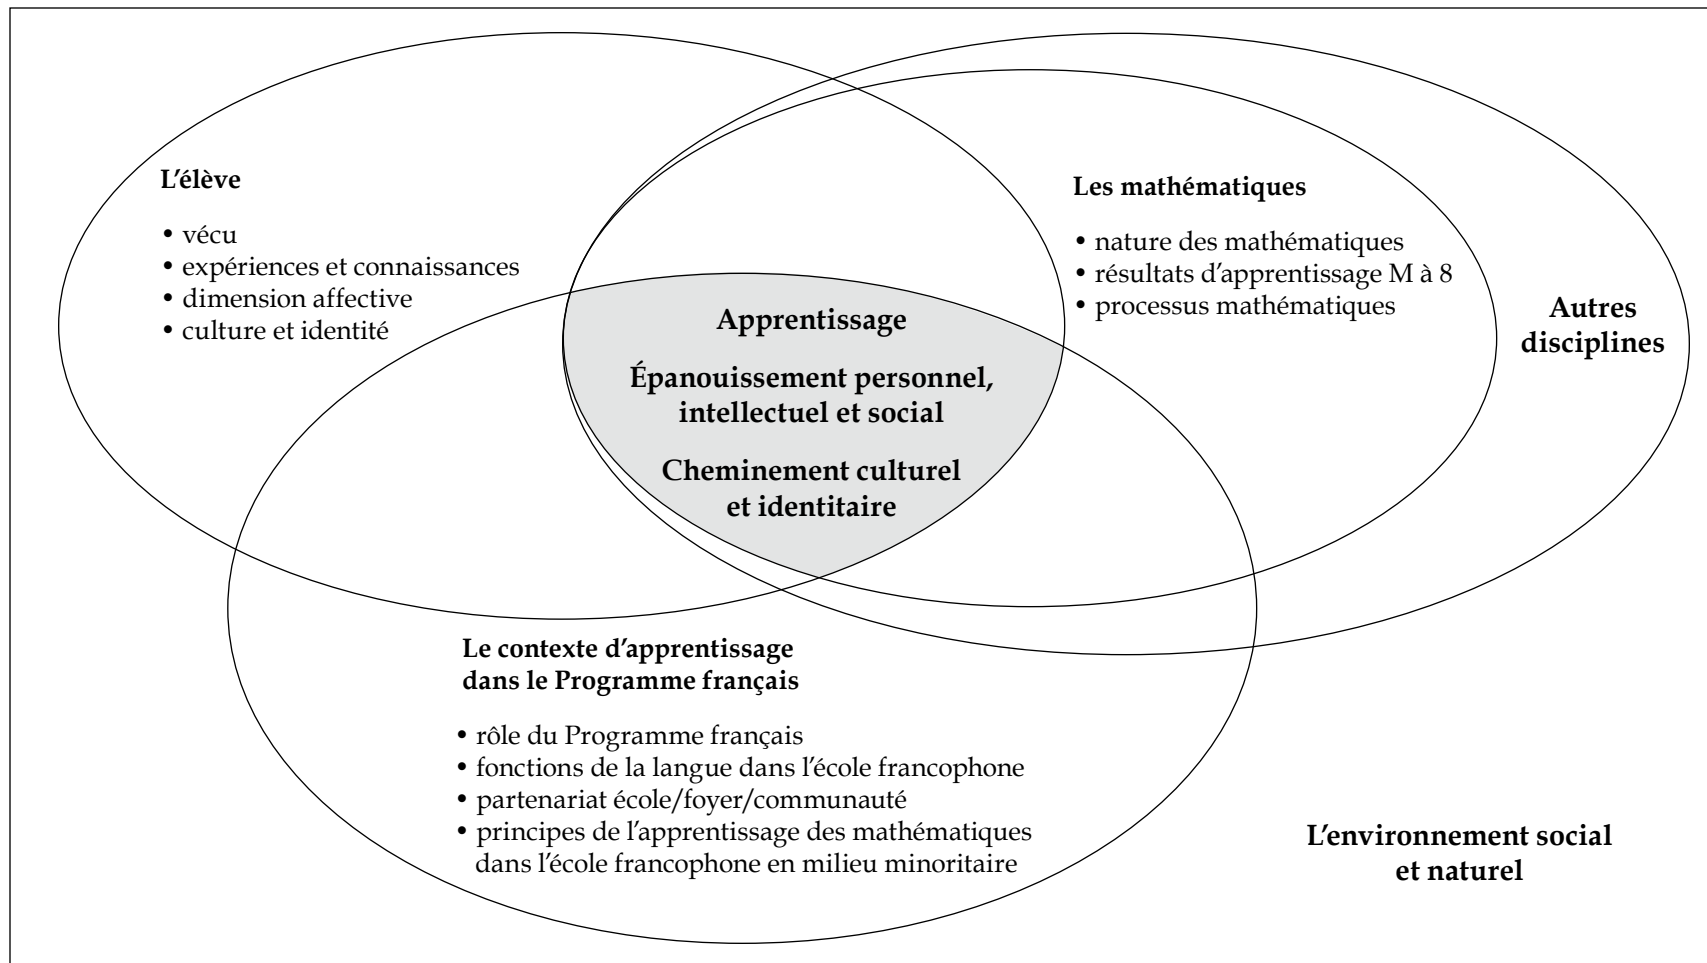 L'élève
• vécu
• expériences et connaissances
• dimension affective
• culture et identité
Les mathématiques
• nature des mathématiques
• résultats d'apprentissage M à 8
• processus mathématiques
Autres
disciplines
Apprentissage
Épanouissement personnel,
intellectuel et social
Cheminement culturel
et identitaire
Le contexte d'apprentissage
dans le Programme français
• rôle du Programme français
• fonctions de la langue dans l'école francophone
• partenariat école/foyer/communauté
• principes de l'apprentissage des mathématiques
dans l'école francophone en milieu minoritaire
L'environnement social
et naturel